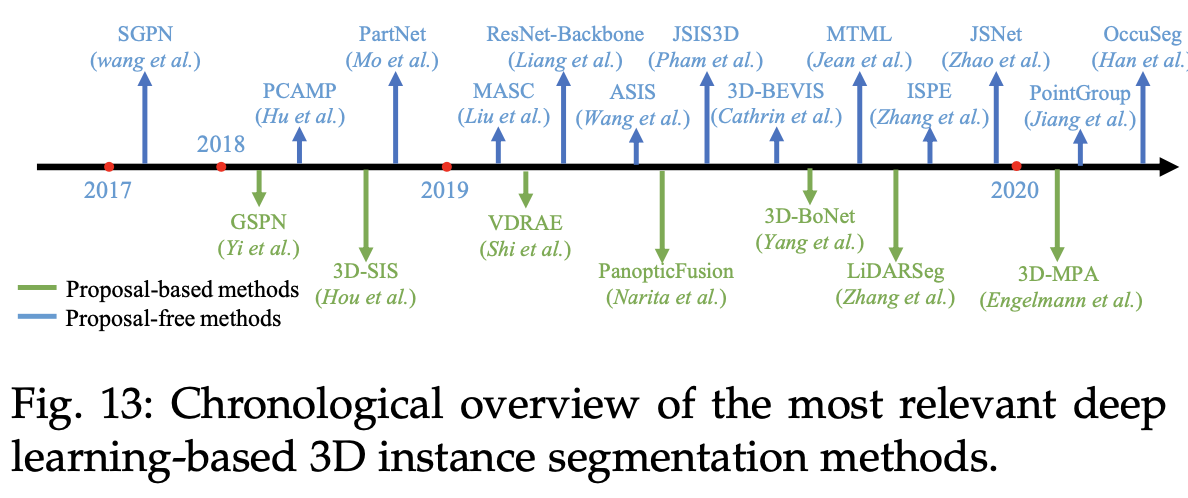 SGPN
(wang et al.)
PartNet
(Mo et al.)
ResNet-Backbone
(Liang et al.)
JSIS3D
(Pham et al.)
MTML
(Jean et al.)
JSNet
(Zhao et al.)
OccuSeg
(Han et al.
PCAMP
(Hu et al.)
MASC
(Liu et al.)
ASIS
(Wang et al.)
3D-BEVIS
(Cathrin et al.)
ISPE
(Zhang et al.)
PointGroup
(Jiang et al.)
2017
2018
2019
2020
GSPN
(Yi et al.)
3D-SIS
(Hou et al.)
VDRAE
(Shi et al.)
PanopticFusion
(Narita et al.)
3D-BoNet
(Yang et al.)
LiDARSeg
(Zhang et al.)
3D-MPA
(Engelmann et al.)
Proposal-based methods
Proposal-free methods
Fig. 13: Chronological overview of the most relevant deep
learning-based 3D instance segmentation methods.